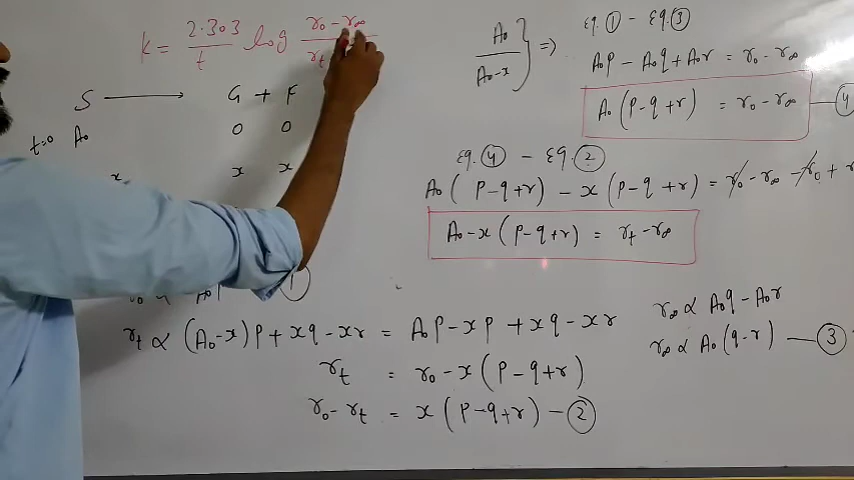 k = 2.303/t log r₀ - r∞ / rₜ
S ⟶ G + F
t=0 A₀ 0 0
x x x
①
rₜ ∝ (A₀-x)p + xq - xr = A₀p - xp + xq - xr
rₜ = r₀ - x(p - q + r)
r₀ - rₜ = x(p - q + r) - ②
A₀/A₀-x } ⇒
Eq. ① - Eq. ③
A₀p - A₀q + A₀r = r₀ - r∞
A₀(p - q + r) = r₀ - r∞ — ④
Eq. ④ - Eq. ②
A₀(p - q + r) - x(p - q + r) = r₀ - r∞ - r₀ +
A₀-x(p - q + r) = rₜ - r∞
r∞ ∝ A₀q - A₀r
r∞ ∝ A₀(q - r) — ③